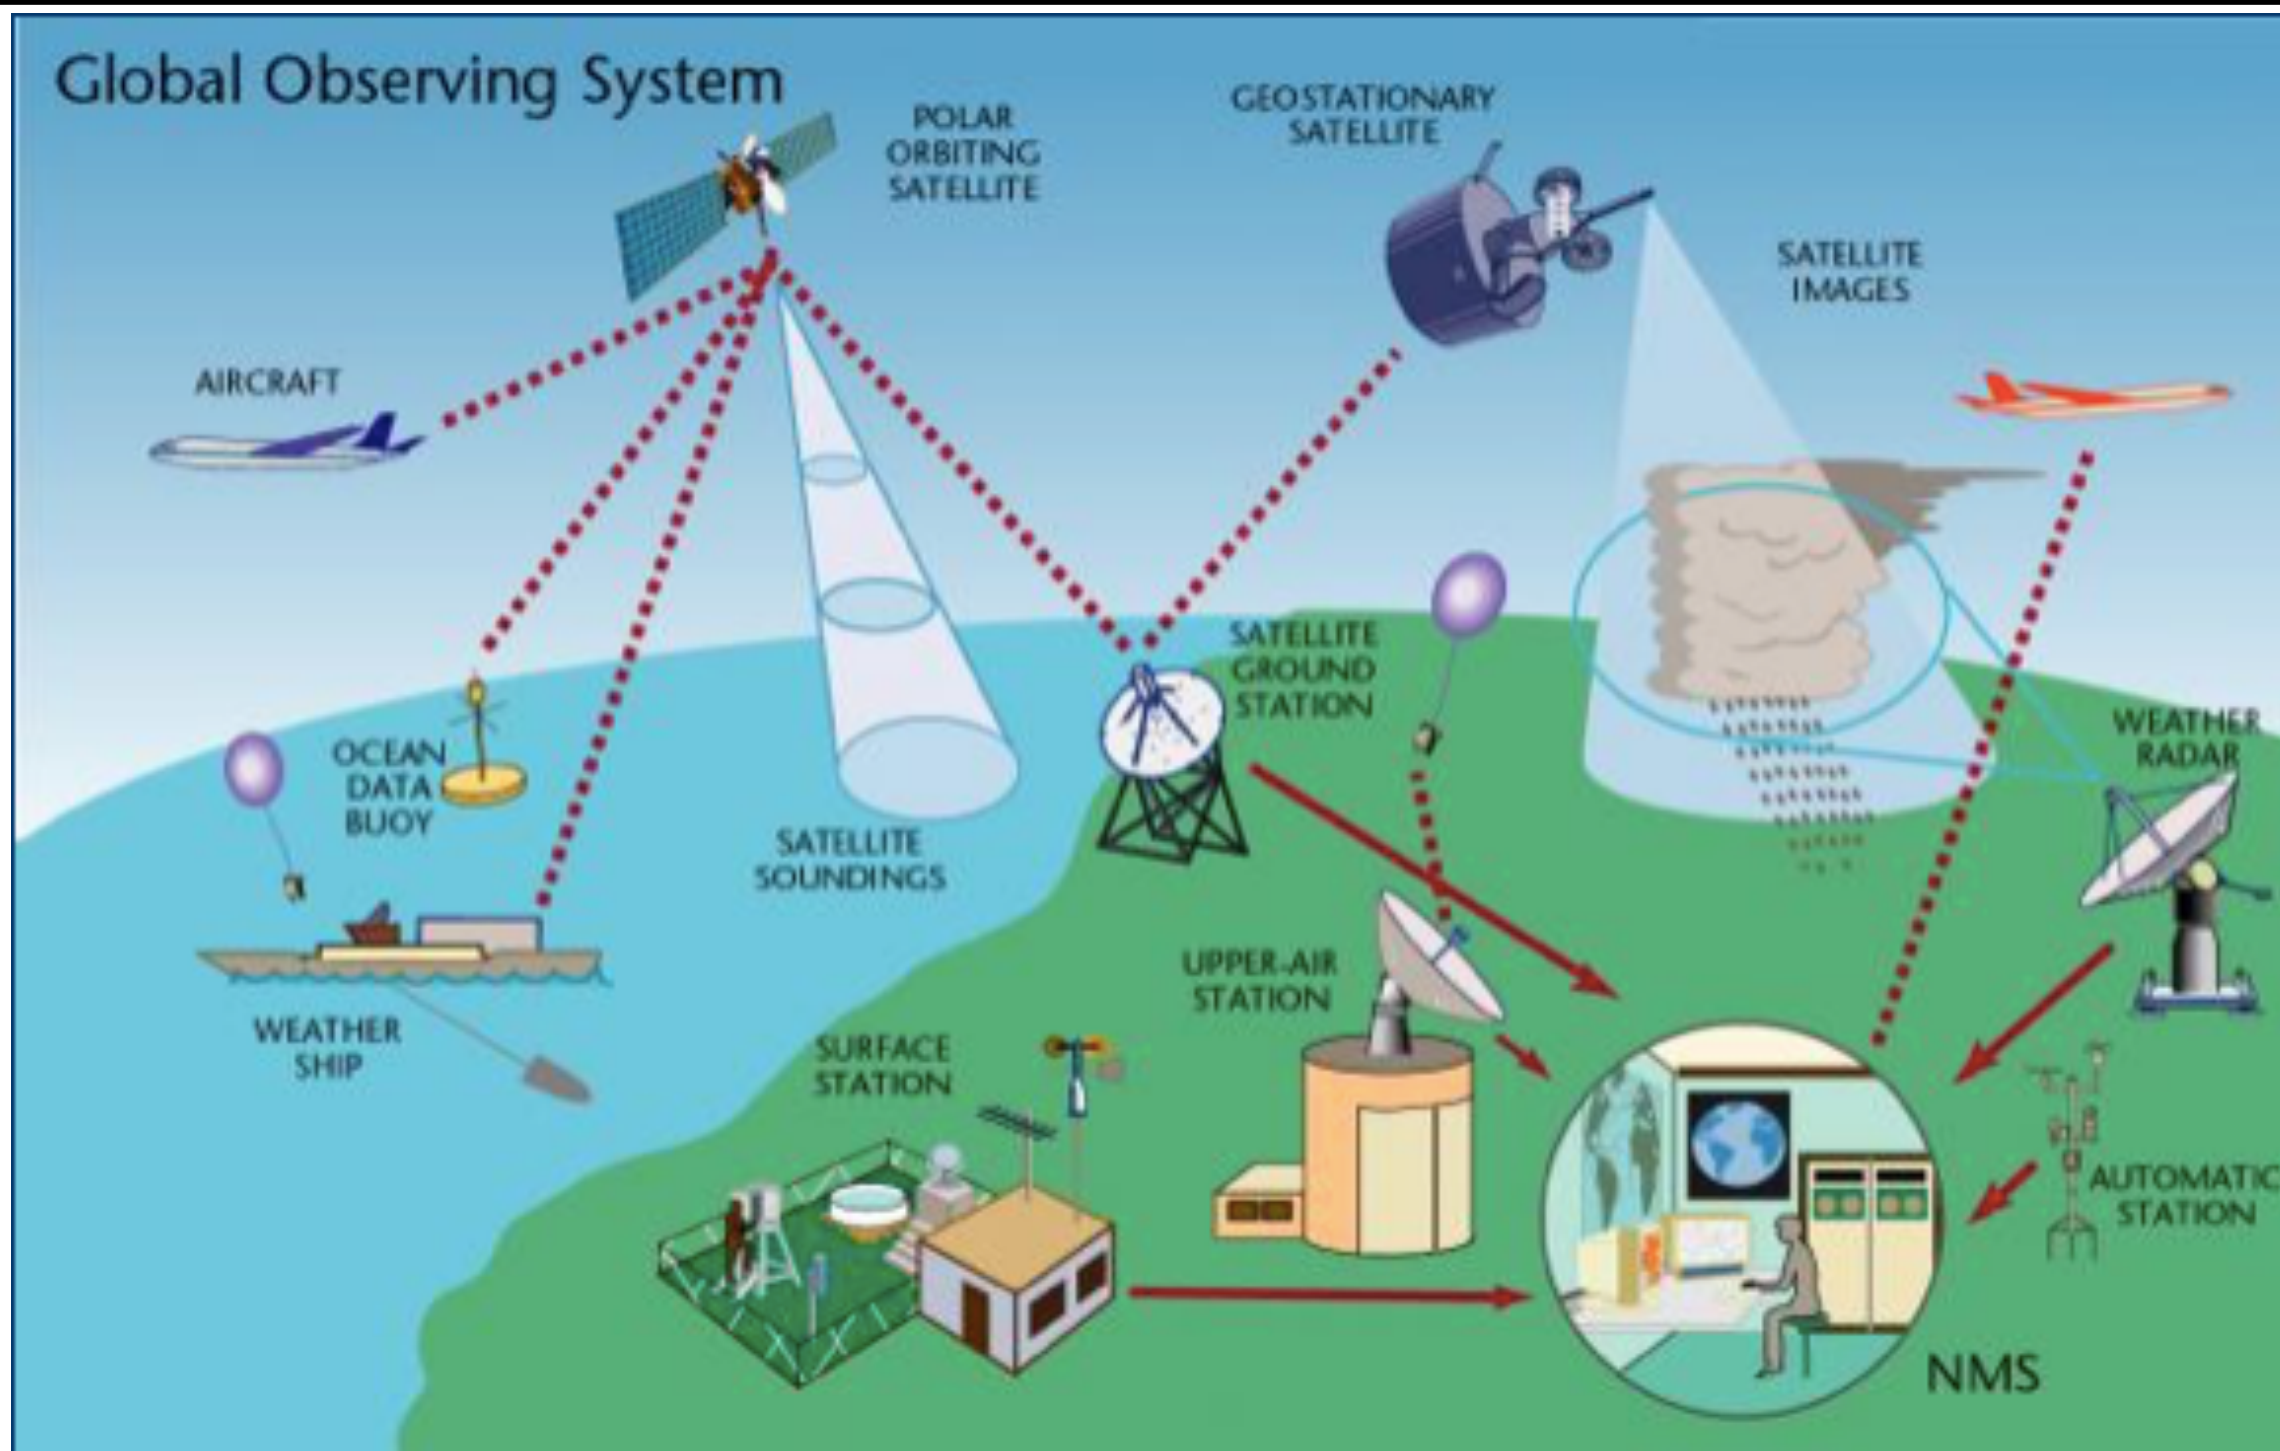 Global Observing System
POLAR
ORBITING
SATELLITE
GEOSTATIONARY
SATELLITE
SATELLITE
IMAGES
AIRCRAFT
SATELLITE
GROUND
STATION
WEATHER
RADAR
OCEAN
DATA
BUOY
SATELLITE
SOUNDINGS
UPPER-AIR
STATION
WEATHER
SHIP
SURFACE
STATION
AUTOMATIC
STATION
NMS